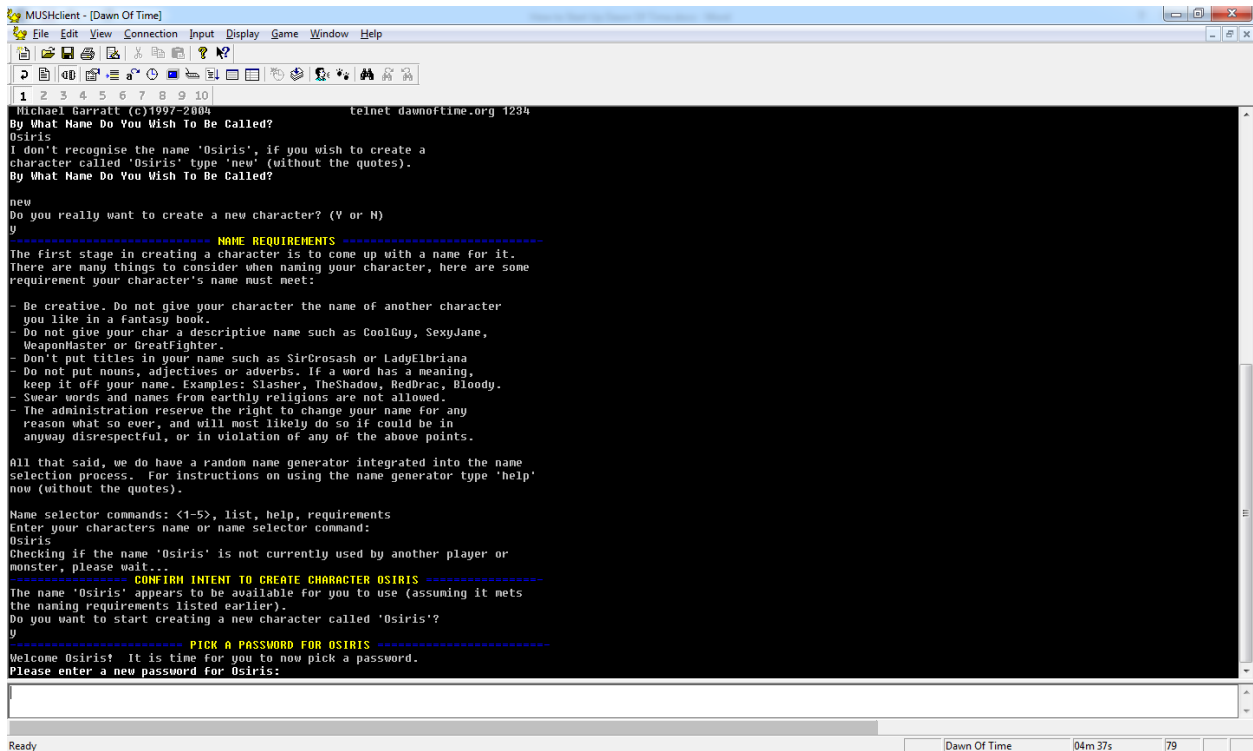 MUSHclient - [Dawn Of Time]
File Edit View Connection Input Display Game Window Help
1 2 3 4 5 6 7 8 9 10
Michael Garratt (c)1997-2004 telnet dawnoftime.org 1234
By What Name Do You Wish To Be Called?
Osiris
I don't recognise the name 'Osiris', if you wish to create a
character called 'Osiris' type 'new' (without the quotes).
By What Name Do You Wish To Be Called?
new
Do you really want to create a new character? (Y or N)
y
NAME REQUIREMENTS
The first stage in creating a character is to come up with a name for it.
There are many things to consider when naming your character, here are some
requirement your character's name must meet:
- Be creative. Do not give your character the name of another character
you like in a fantasy book.
- Do not give your char a descriptive name such as CoolGuy, SexyJane,
WeaponMaster or GreatFighter.
- Don't put titles in your name such as SirCrosash or LadyElbriana
- Do not put nouns, adjectives or adverbs. If a word has a meaning,
keep it off your name. Examples: Slasher, TheShadow, RedDrac, Bloody.
- Swear words and names from earthly religions are not allowed.
- The administration reserve the right to change your name for any
reason what so ever, and will most likely do so if could be in
anyway disrespectful, or in violation of any of the above points.
All that said, we do have a random name generator integrated into the name
selection process. For instructions on using the name generator type 'help'
now (without the quotes).
Name selector commands: <1-5>, list, help, requirements
Enter your characters name or name selector command:
Osiris
Checking if the name 'Osiris' is not currently used by another player or
monster, please wait...
CONFIRM INTENT TO CREATE CHARACTER OSIRIS
The name 'Osiris' appears to be available for you to use (assuming it mets
the naming requirements listed earlier).
Do you want to start creating a new character called 'Osiris'?
y
PICK A PASSWORD FOR OSIRIS
Welcome Osiris! It is time for you to now pick a password.
Please enter a new password for Osiris:
Ready Dawn Of Time 04m 37s 79